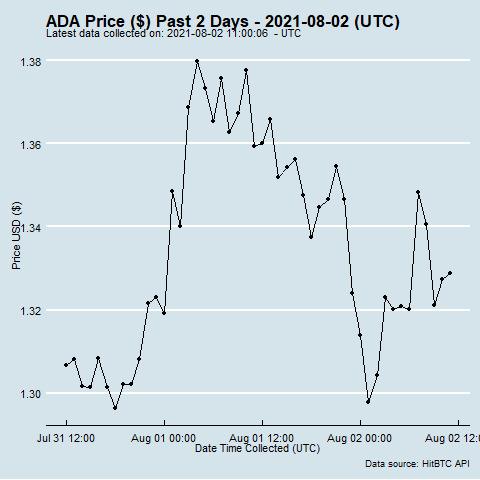 ADA Price ($) Past 2 Days - 2021-08-02 (UTC)
Latest data collected on: 2021-08-02 11:00:06 - UTC
1.38
1.36
1.34
1.32
1.30
Price USD ($)
Jul 31 12:00 Aug 01 00:00 Aug 01 12:00 Aug 02 00:00 Aug 02 12:0
Date Time Collected (UTC)
Data source: HitBTC API